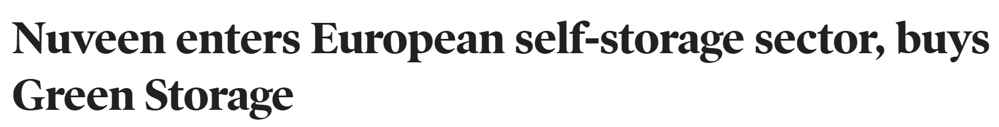 Nuveen enters European self-storage sector, buys
Green Storage